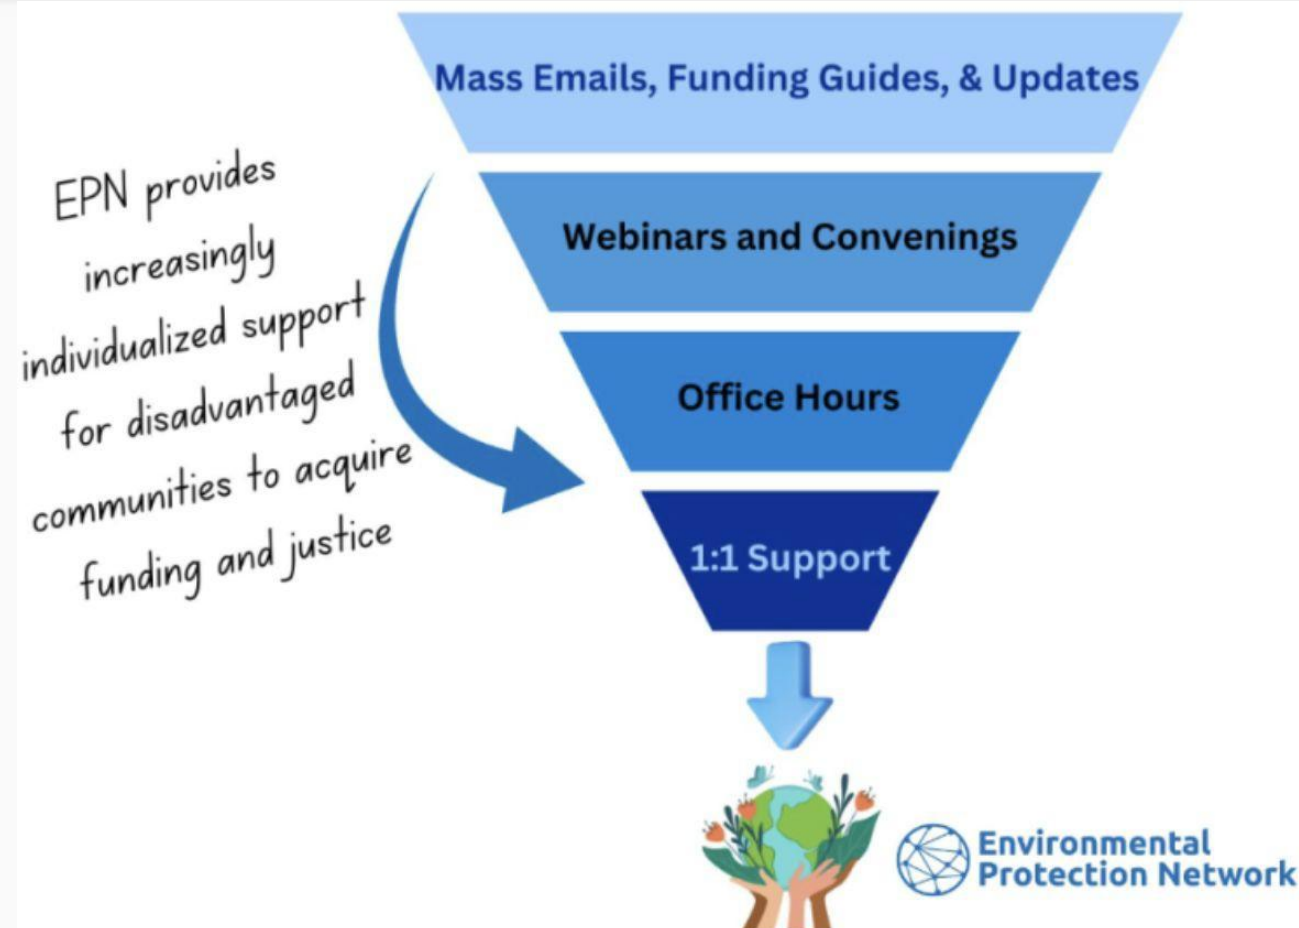 Mass Emails, Funding Guides, & Updates
EPN provides
increasingly
individualized support
for disadvantaged
communities to acquire
funding and justice
Webinars and Convenings
Office Hours
1:1 Support
Environmental
Protection Network